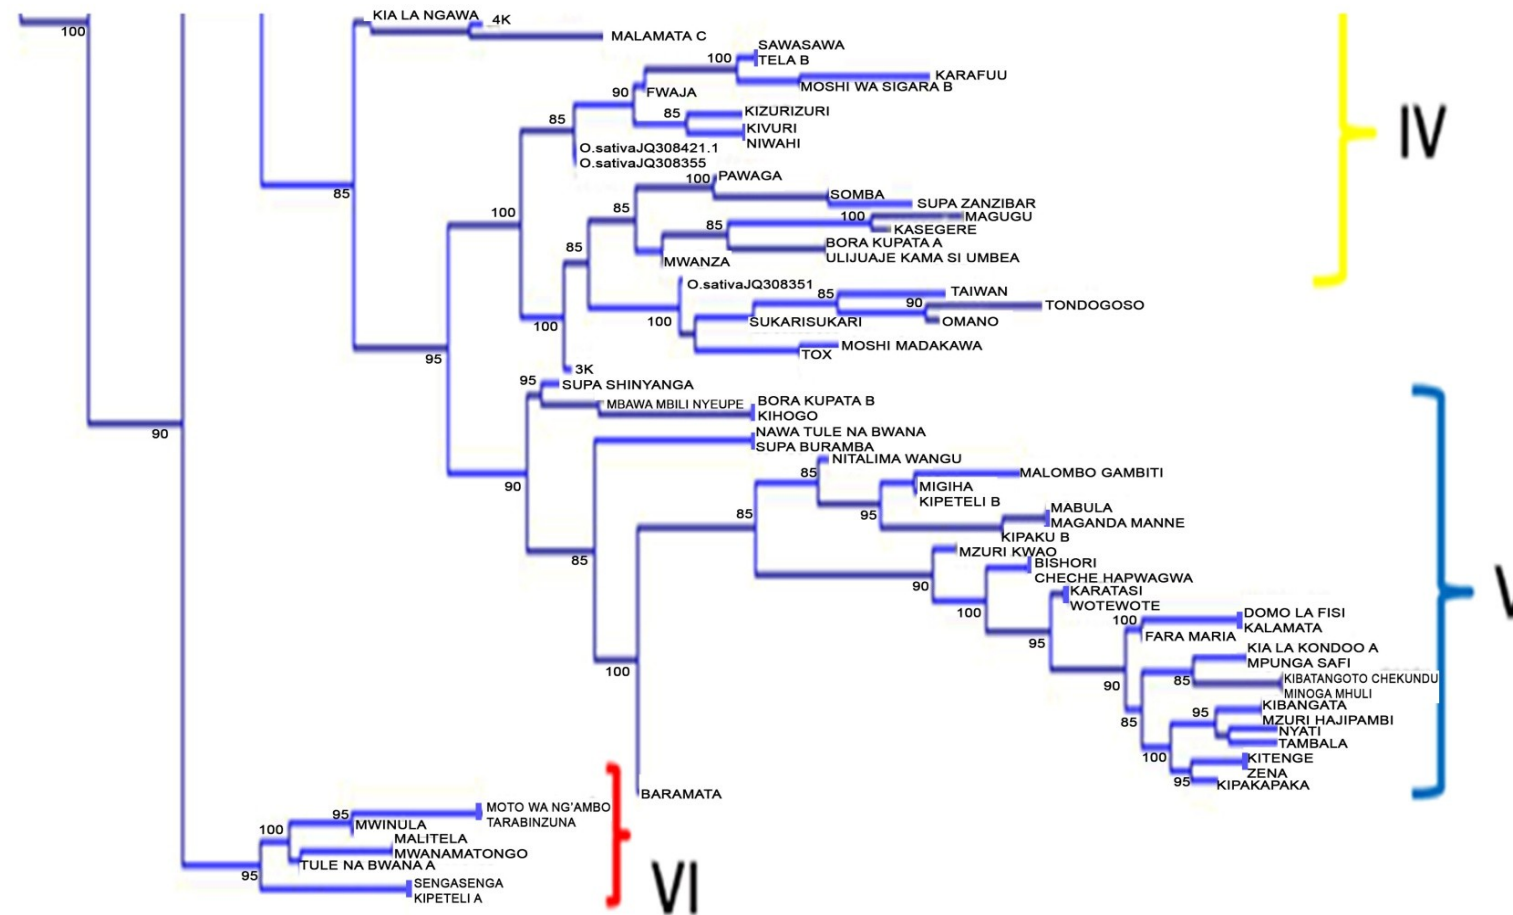 KIA LA NGAWA
4K
100
MALAMATA C
SAWASAWA
100
TELA B
KARAFUU
MOSHI WA SIGARA B
90
FWAJA
KIZURIZURI
85
85
KIVURI
NIWAHI
IV
O.sativaJQ308421.1
O.sativaJQ308355
PAWAGA
100
85
SOMBA
SUPA ZANZIBAR
100
85
100
MAGUGU
85
KASEGERE
BORA KUPATA A
85
ULIJUAJE KAMA SI UMBEA
MWANZA
O.sativaJQ308351
TAIWAN
85
90
TONDOGOSO
100
100
SUKARISUKARI
OMANO
MOSHI MADAKAWA
TOX
95
3K
95
SUPA SHINYANGA
MBAWA MBILI NYEUPE
BORA KUPATA B
KIHOGO
90
NAWA TULE NA BWANA
SUPA BURAMBA
NITALIMA WANGU
85
MALOMBO GAMBITI
90
MIGIHA
KIPETELI B
85
95
MABULA
MAGANDA MANNE
KIPAKU B
MZURI KWAO
85
BISHORI
CHECHE HAPWAGWA
90
KARATASI
V
100
WOTEWOTE
DOMO LA FISI
100
KALAMATA
FARA MARIA
95
KIA LA KONDOO A
MPUNGA SAFI
100
85
KIBATANGOTO CHEKUNDU
90
MINOGA MHULI
KIBANGATA
95
85
MZURI HAJIPAMBI
NYATI
TAMBALA
100
KITENGE
ZENA
95
KIPAKAPAKA
BARAMATA
MOTO WA NG'AMBO
95
TARABINZUNA
100
MWINULA
MALITELA
MWANAMATONGO
TULE NA BWANA A
95
SENGASENGA
KIPETELI A
VI